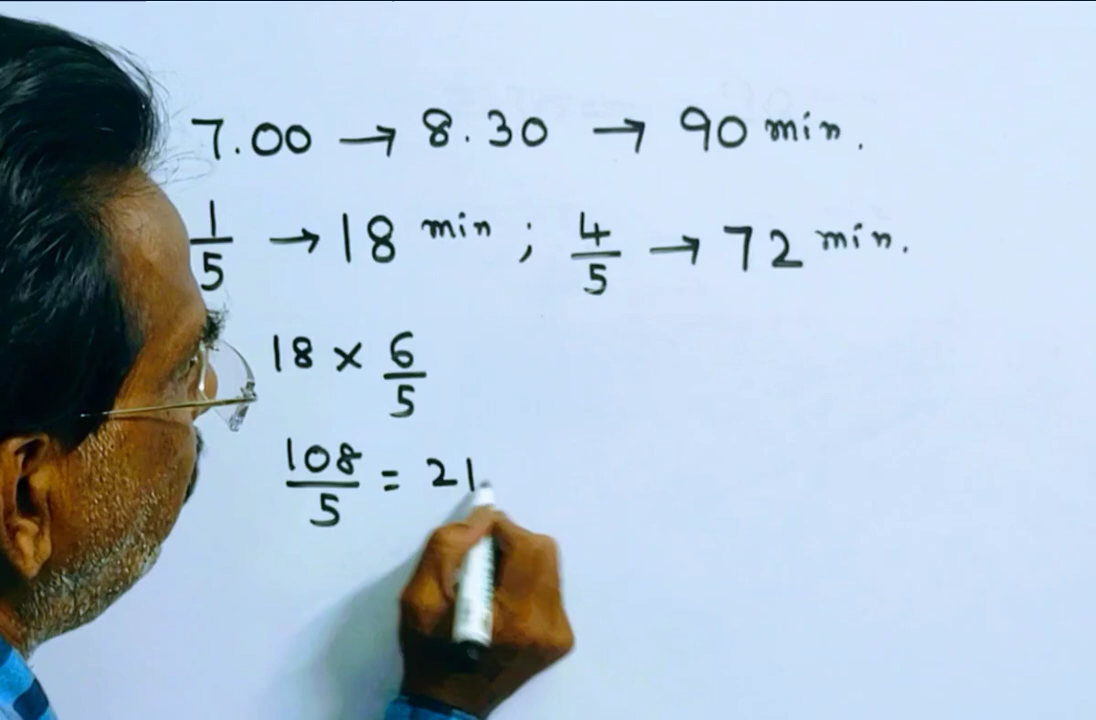 7.00 → 8.30 → 90 min.
1/5 → 18 min ; 4/5 → 72 min.
18 × 6/5
108/5 = 21